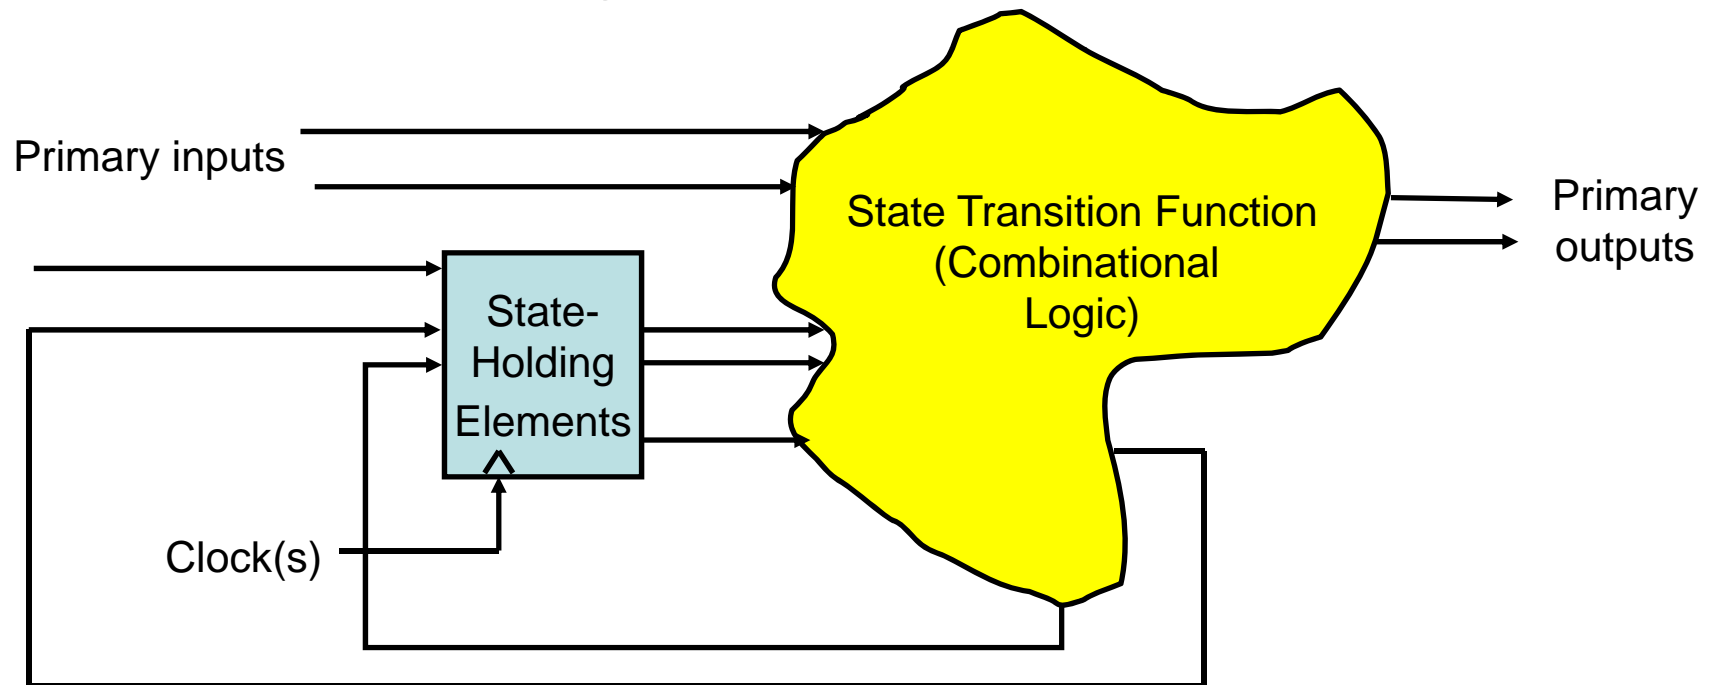 Primary inputs
State Transition Function
(Combinational
Logic)
Primary
outputs
State-
Holding
Elements
Clock(s)